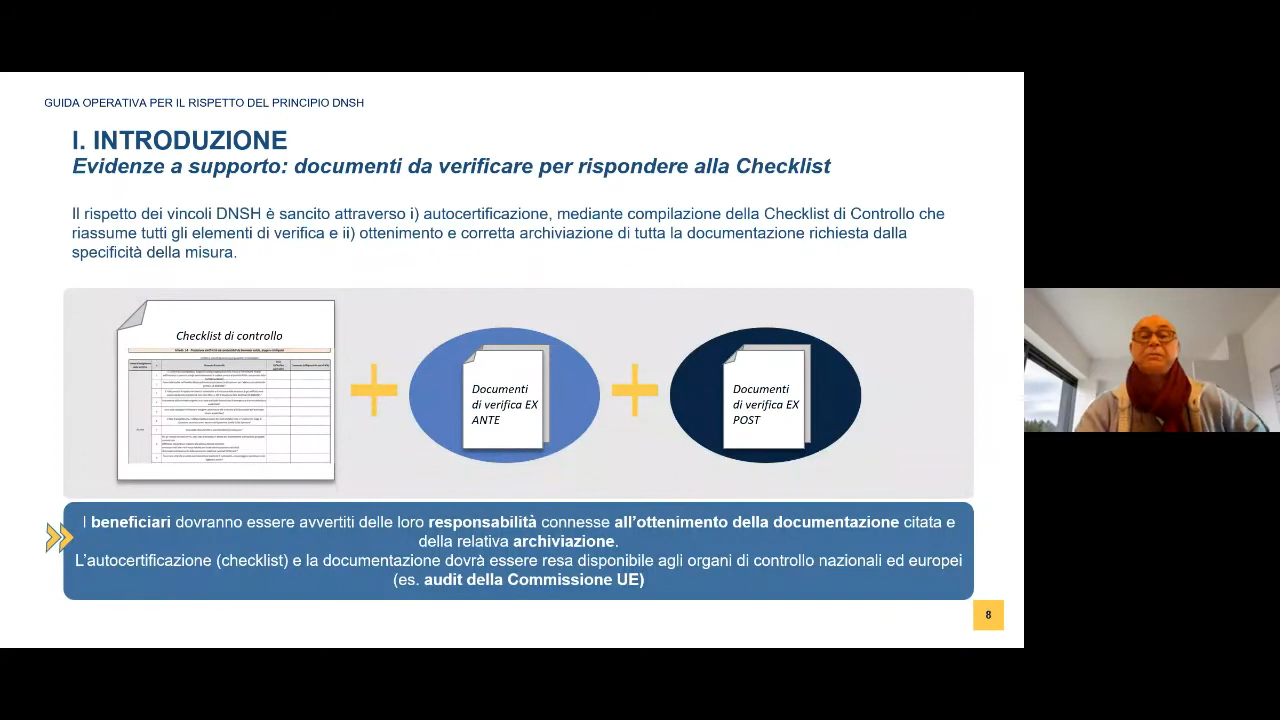 GUIDA OPERATIVA PER IL RISPETTO DEL PRINCIPIO DNSH
I. INTRODUZIONE
Evidenze a supporto: documenti da verificare per rispondere alla Checklist
Il rispetto dei vincoli DNSH è sancito attraverso i) autocertificazione, mediante compilazione della Checklist di Controllo che
riassume tutti gli elementi di verifica e ii) ottenimento e corretta archiviazione di tutta la documentazione richiesta dalla
specificità della misura.
Checklist di controllo
Documenti
di verifica EX
ANTE
Documenti
di verifica EX
POST
I beneficiari dovranno essere avvertiti delle loro responsabilità connesse all’ottenimento della documentazione citata e
della relativa archiviazione.
L’autocertificazione (checklist) e la documentazione dovrà essere resa disponibile agli organi di controllo nazionali ed europei
(es. audit della Commissione UE)
8